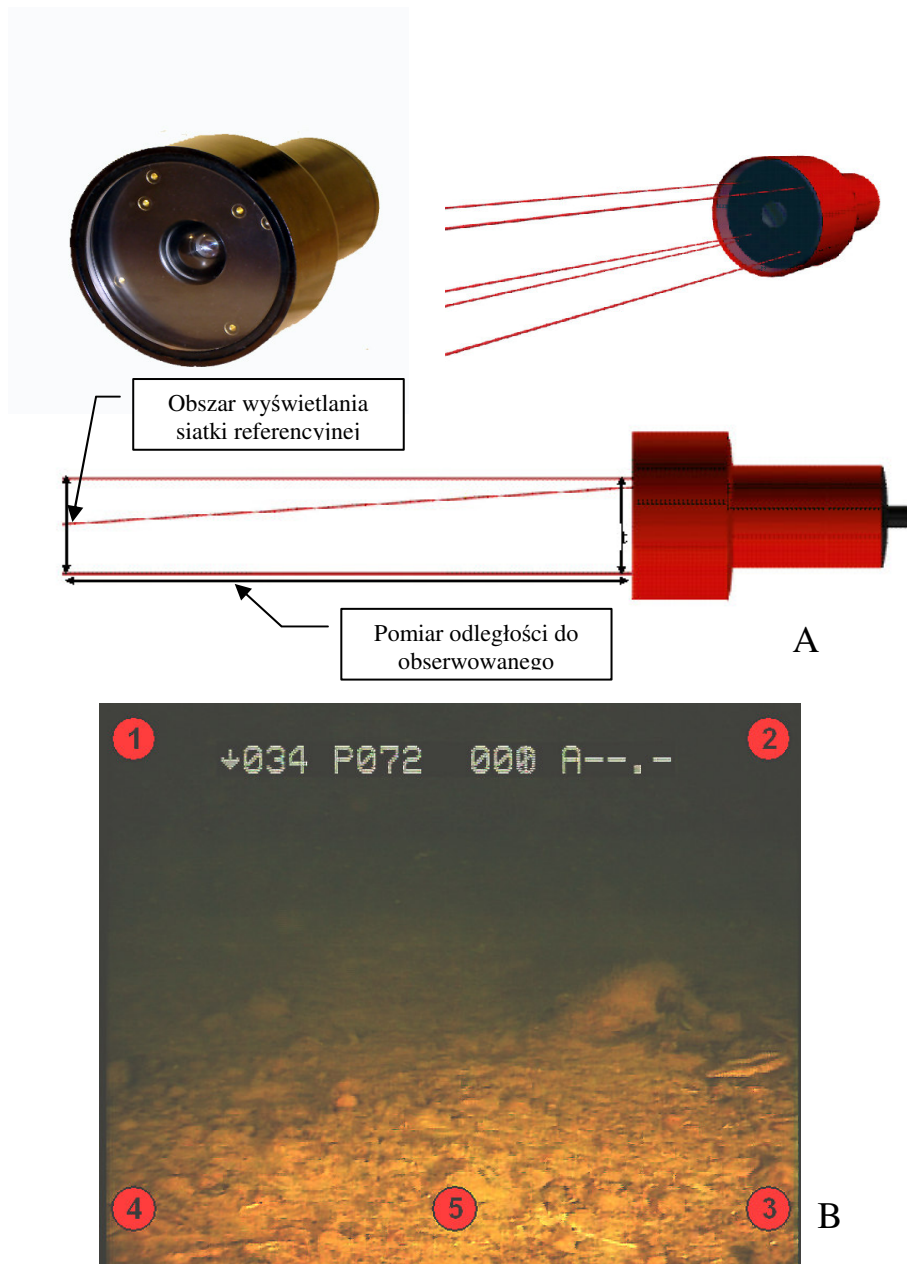 Obszar wyświetlania
siatki referencyjnej
t
Pomiar odległości do
obserwowanego
A
1
2
034 P072 000 A--.-
4
5
3
B